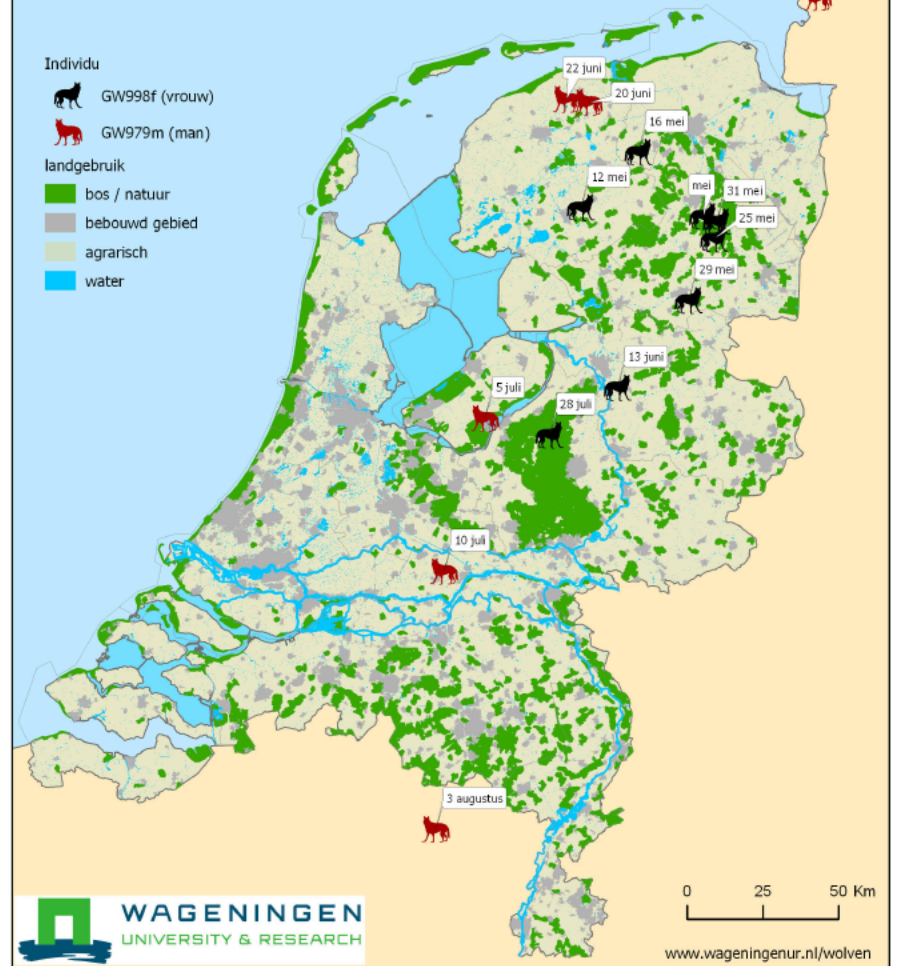 Individu
GW998f (vrouw)
GW979m (man)
landgebruik
bos / natuur
bebouwd gebied
agrarisch
water
22 juni
20 juni
16 mei
12 mei
mei
31 mei
25 mei
29 mei
13 juni
5 juli
28 juli
10 juli
3 augustus
0 25 50 Km
WAGENINGEN
UNIVERSITY & RESEARCH
www.wageningenur.nl/wolven